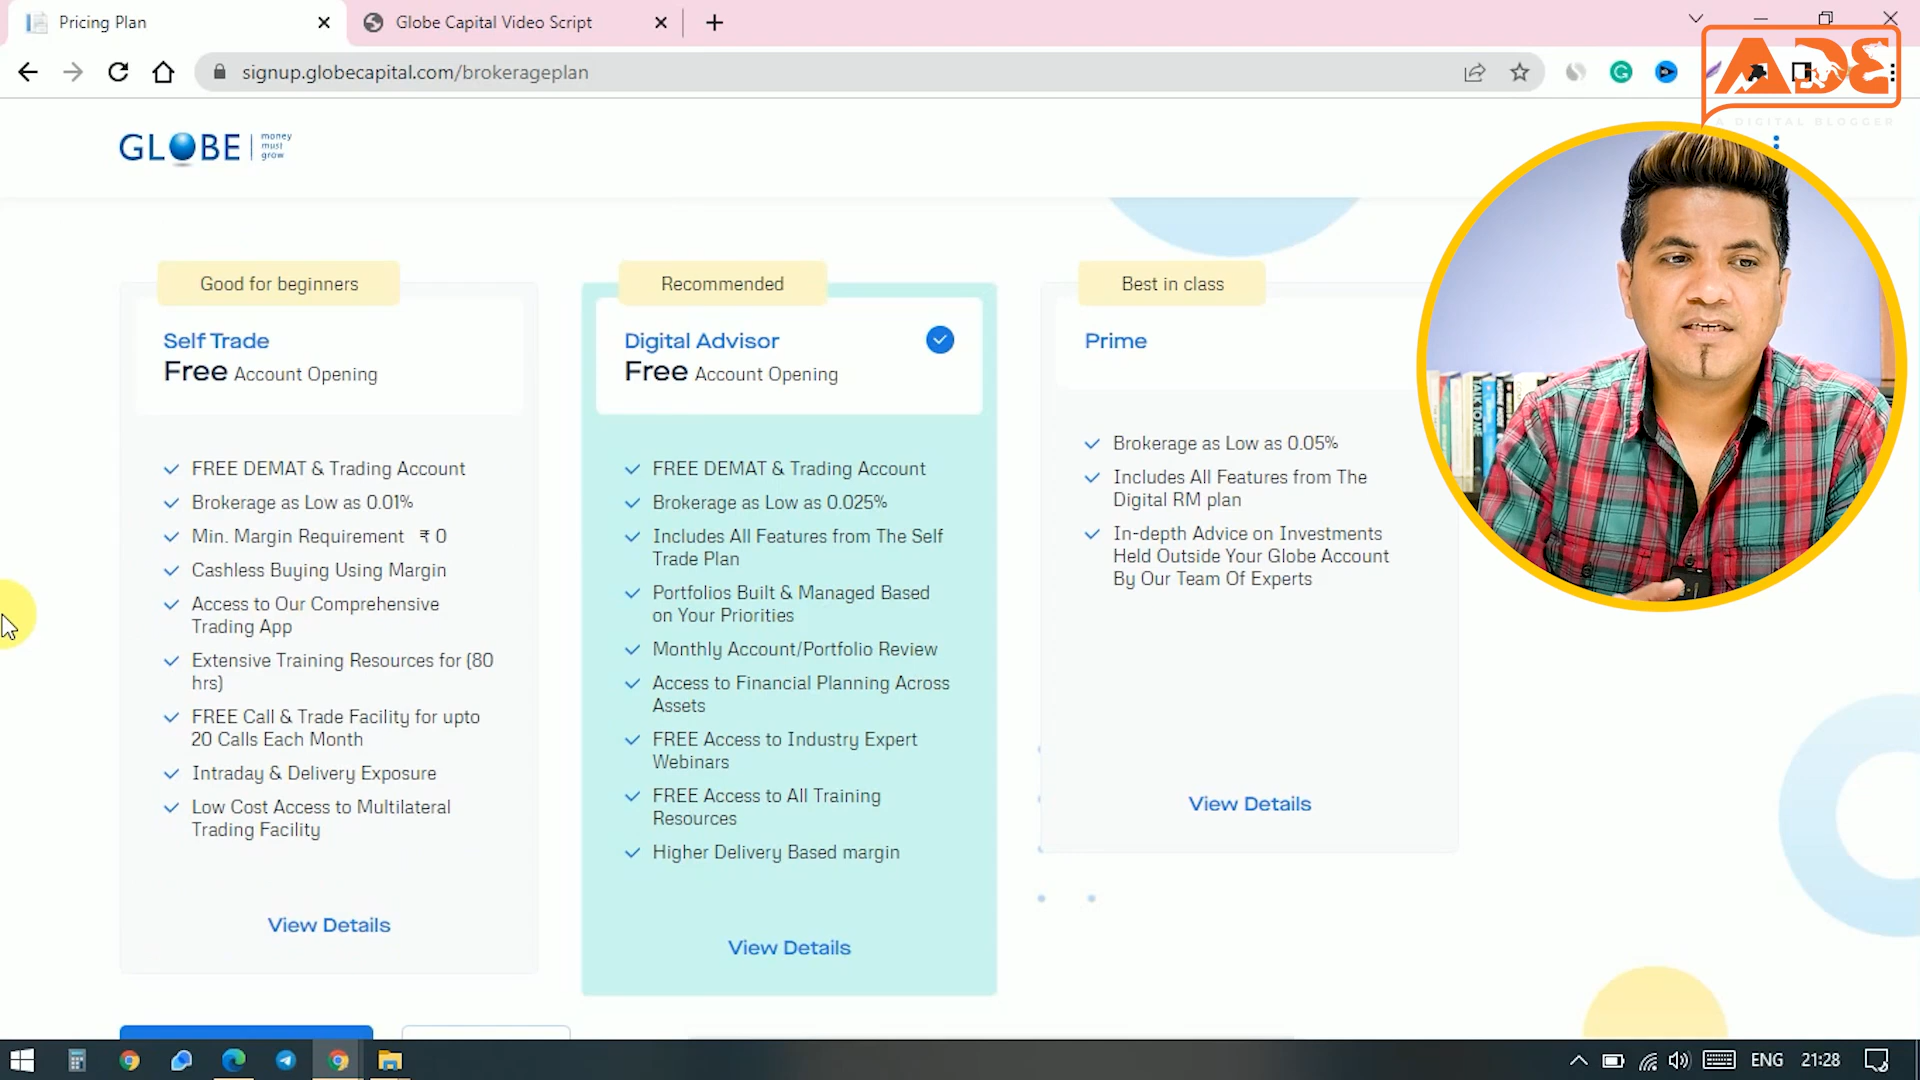 Pricing Plan
Globe Capital Video Script
signup.globecapital.com/brokerageplan
ADB
A DIGITAL BLOGGER
GLOBE
money
must
grow
Good for beginners
Self Trade
Free Account Opening
FREE DEMAT & Trading Account
Brokerage as Low as 0.01%
Min. Margin Requirement ₹ 0
Cashless Buying Using Margin
Access to Our Comprehensive
Trading App
Extensive Training Resources for (80
hrs)
FREE Call & Trade Facility for upto
20 Calls Each Month
Intraday & Delivery Exposure
Low Cost Access to Multilateral
Trading Facility
View Details
Recommended
Digital Advisor
Free Account Opening
FREE DEMAT & Trading Account
Brokerage as Low as 0.025%
Includes All Features from The Self
Trade Plan
Portfolios Built & Managed Based
on Your Priorities
Monthly Account/Portfolio Review
Access to Financial Planning Across
Assets
FREE Access to Industry Expert
Webinars
FREE Access to All Training
Resources
Higher Delivery Based margin
View Details
Best in class
Prime
Brokerage as Low as 0.05%
Includes All Features from The
Digital RM plan
In-depth Advice on Investments
Held Outside Your Globe Account
By Our Team Of Experts
View Details
ENG
21:28